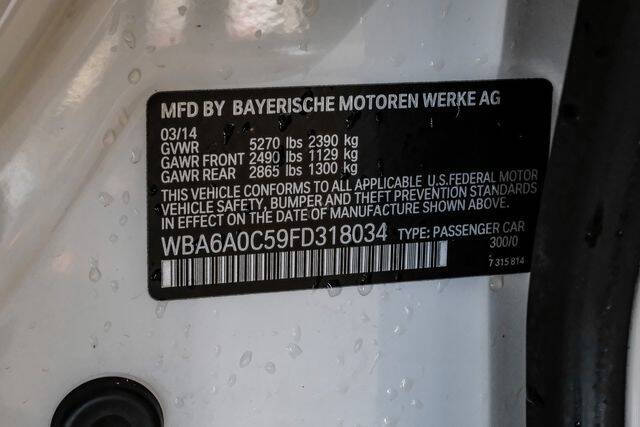 MFD BY BAYERISCHE MOTOREN WERKE AG
03/14
GVWR 5270 lbs 2390 kg
GAWR FRONT 2490 lbs 1129 kg
GAWR REAR 2865 lbs 1300 kg
THIS VEHICLE CONFORMS TO ALL APPLICABLE U.S.FEDERAL MOTOR
VEHICLE SAFETY, BUMPER AND THEFT PREVENTION STANDARDS
IN EFFECT ON THE DATE OF MANUFACTURE SHOWN ABOVE.
WBA6A0C59FD318034 TYPE: PASSENGER CAR
300/0
7 315 814